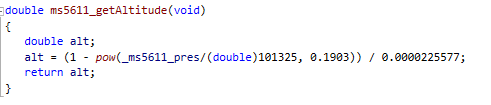 double ms5611_getAltitude(void)
{
    double alt;
    alt = (1 - pow(_ms5611_pres/(double)101325, 0.1903)) / 0.0000225577;
    return alt;
}